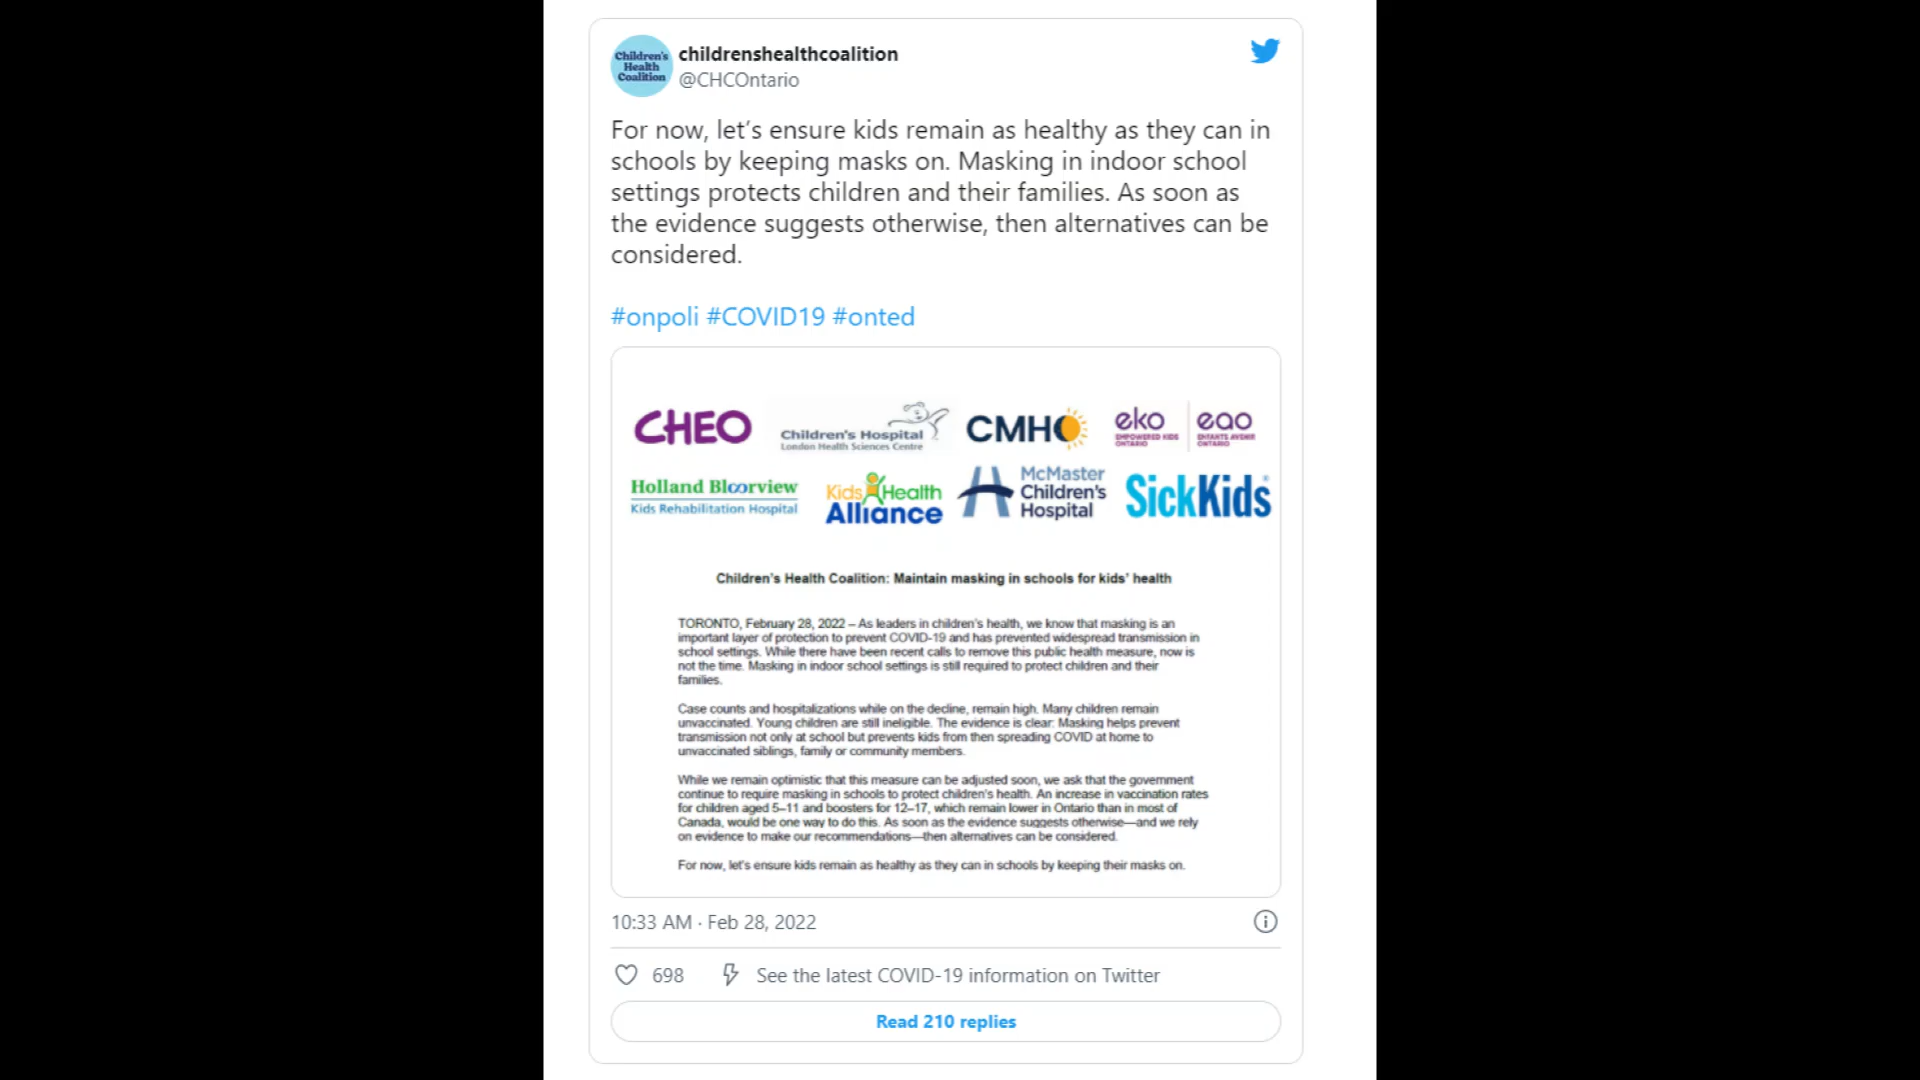 Children's
Health
Coalition
childrenshealthcoalition
@CHCOntario
For now, let’s ensure kids remain as healthy as they can in
schools by keeping masks on. Masking in indoor school
settings protects children and their families. As soon as
the evidence suggests otherwise, then alternatives can be
considered.
#onpoli #COVID19 #onted
CHEO
Children's Hospital
London Health Sciences Centre
CMHO
eko
EMPOWERED KIDS
ONTARIO
eao
ENFANTS AVENIR
ONTARIO
Holland Bloorview
Kids Rehabilitation Hospital
Kids Health
Alliance
McMaster
Children's
Hospital
SickKids®
Children's Health Coalition: Maintain masking in schools for kids' health
TORONTO, February 28, 2022 – As leaders in children's health, we know that masking is an
important layer of protection to prevent COVID-19 and has prevented widespread transmission in
school settings. While there have been recent calls to remove this public health measure, now is
not the time. Masking in indoor school settings is still required to protect children and their
families.
Case counts and hospitalizations while on the decline, remain high. Many children remain
unvaccinated. Young children are still ineligible. The evidence is clear: Masking helps prevent
transmission not only at school but prevents kids from then spreading COVID at home to
unvaccinated siblings, family or community members.
While we remain optimistic that this measure can be adjusted soon, we ask that the government
continue to require masking in schools to protect children's health. An increase in vaccination rates
for children aged 5–11 and boosters for 12–17, which remain lower in Ontario than in most of
Canada, would be one way to do this. As soon as the evidence suggests otherwise—and we rely
on evidence to make our recommendations—then alternatives can be considered.
For now, let's ensure kids remain as healthy as they can in schools by keeping their masks on.
10:33 AM · Feb 28, 2022
698 See the latest COVID-19 information on Twitter
Read 210 replies